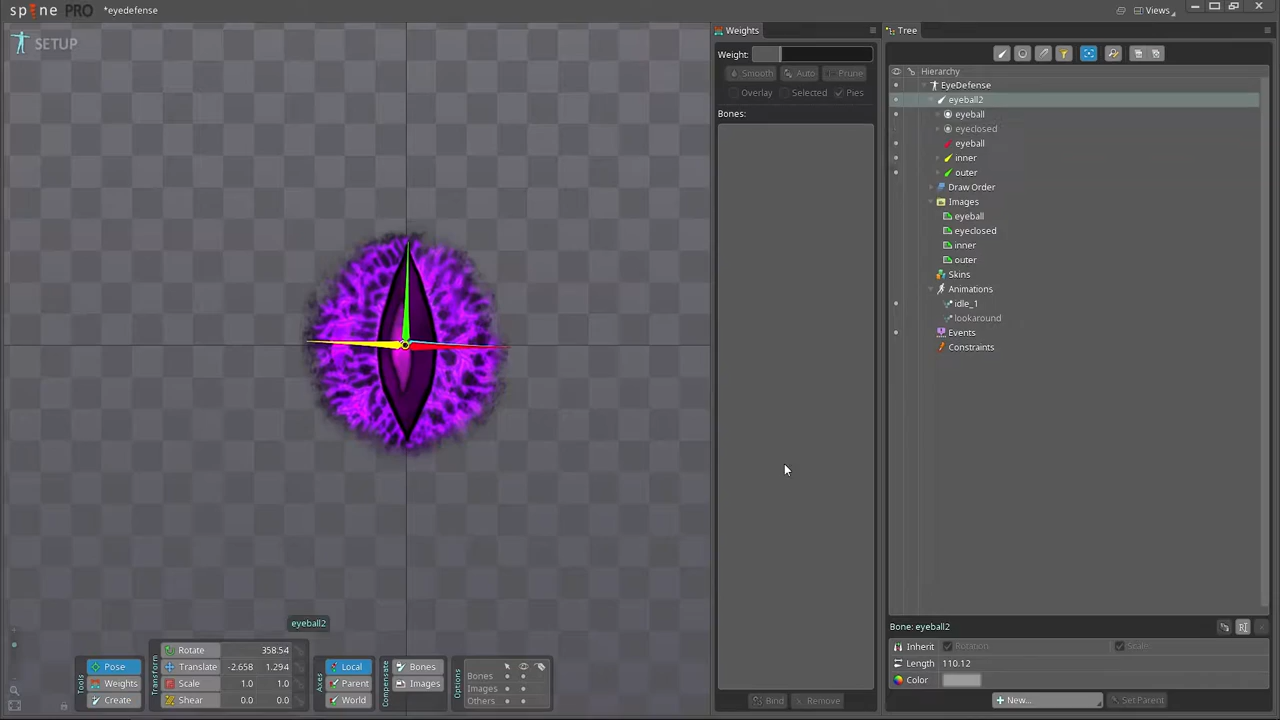 spine PRO *eyedefense
Views
SETUP
Weights
Tree
Weight:
Smooth Auto Prune
Overlay Selected Pies
Bones:
Hierarchy
EyeDefense
eyeball2
eyeball
eyeclosed
eyeball
inner
outer
Draw Order
Images
eyeball
eyeclosed
inner
outer
Skins
Animations
idle_1
lookaround
Events
Constraints
eyeball2
Tools
Pose
Weights
Create
Transform
Rotate 358.54
Translate -2.658 1.294
Scale 1.0 1.0
Shear 0.0 0.0
Axes
Local
Parent
World
Compensate
Bones
Images
Options
Bones
Images
Others
Bind Remove
Bone: eyeball2
Inherit Rotation Scale
Length 110.12
Color
New... Set Parent